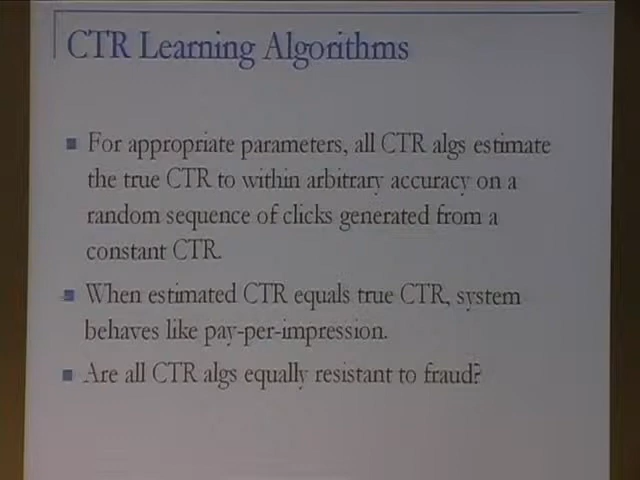 CTR Learning Algorithms
For appropriate parameters, all CTR algs estimate
the true CTR to within arbitrary accuracy on a
random sequence of clicks generated from a
constant CTR.
When estimated CTR equals true CTR, system
behaves like pay-per-impression.
Are all CTR algs equally resistant to fraud?